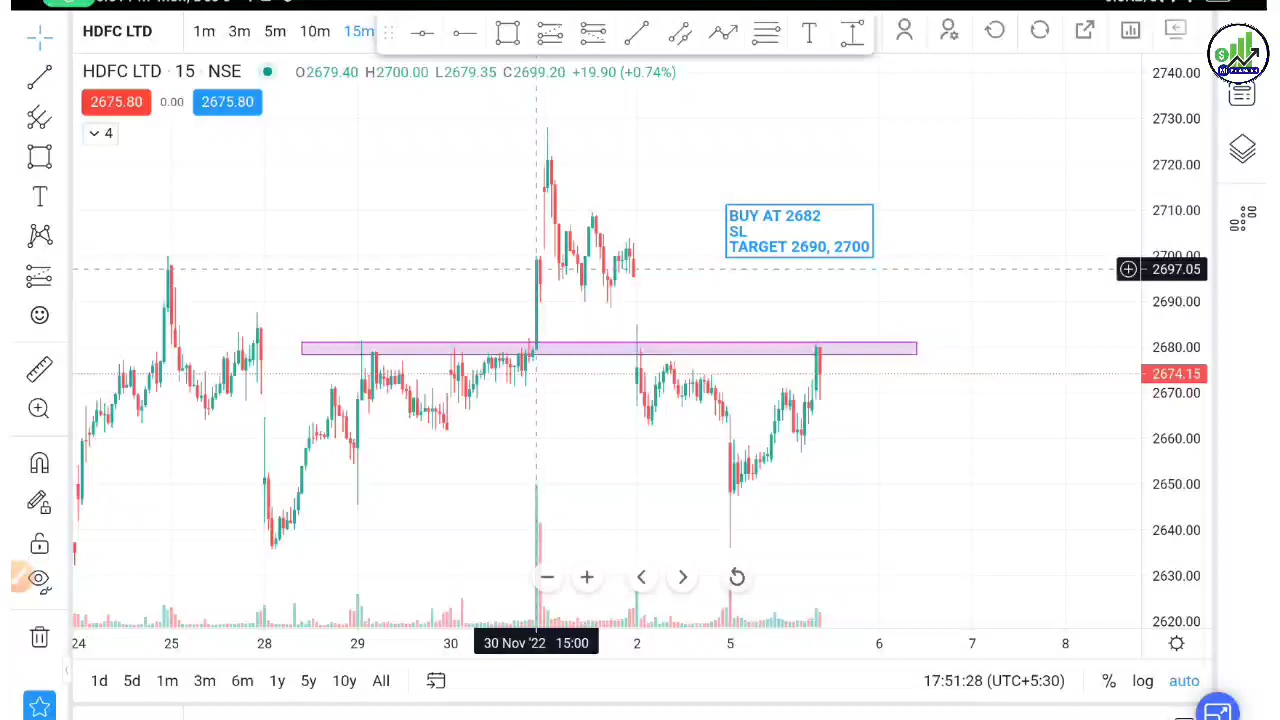 HDFC LTD
1m 3m 5m 10m 15m
HDFC LTD · 15 · NSE
O2679.40 H2700.00 L2679.35 C2699.20 +19.90 (+0.74%)
2675.80 0.00 2675.80
4
BUY AT 2682
SL
TARGET 2690, 2700
2740.00
2730.00
2720.00
2710.00
2700.00
2697.05
2690.00
2680.00
2674.15
2670.00
2660.00
2650.00
2640.00
2630.00
2620.00
24 25 28 29 30 30 Nov '22 15:00 2 5 6 7 8
1d 5d 1m 3m 6m 1y 5y 10y All
17:51:28 (UTC+5:30) % log auto